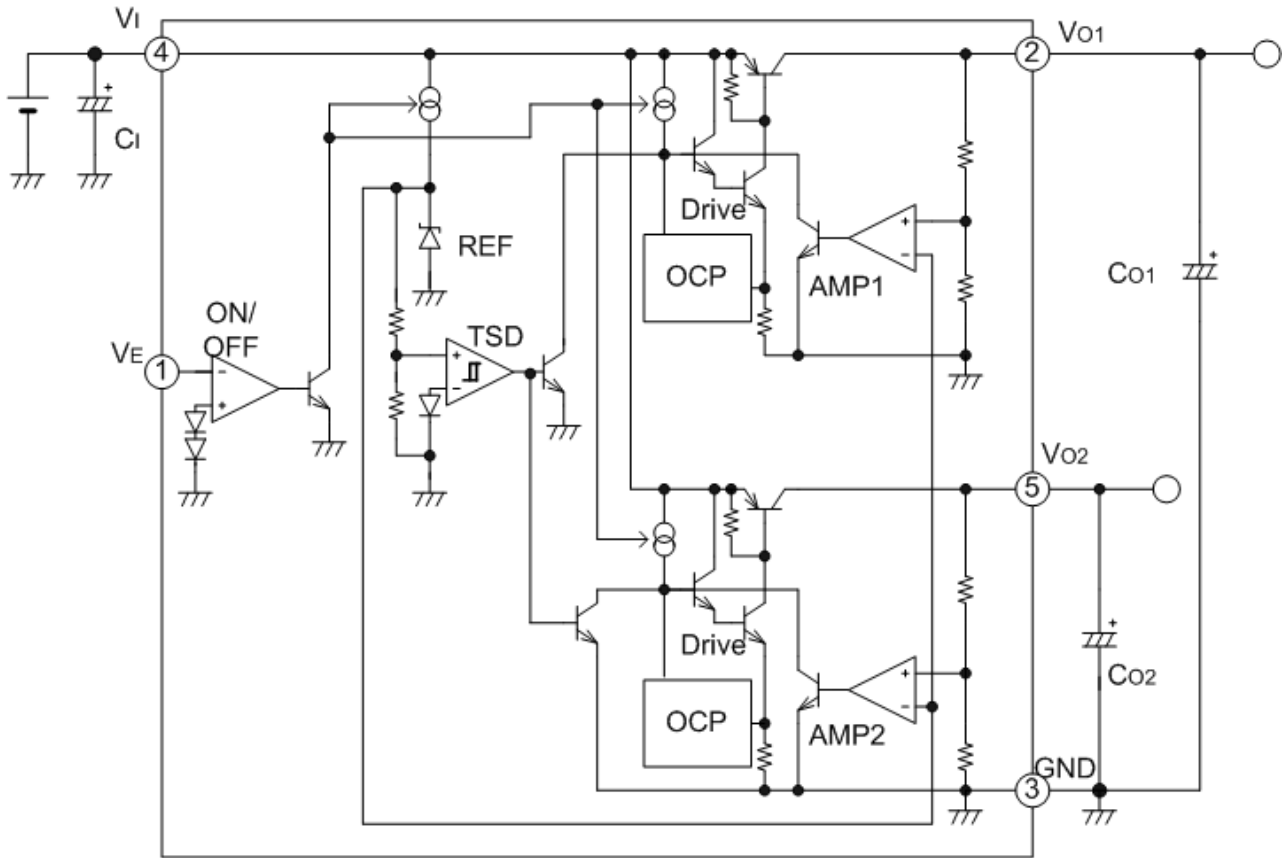 VI
4
2
VO1
+
CI
Drive
REF
OCP
+
-
AMP1
+
CO1
ON/
OFF
VE
1
-
+
TSD
+
-
VO2
5
Drive
+
-
+
CO2
OCP
AMP2
GND
3